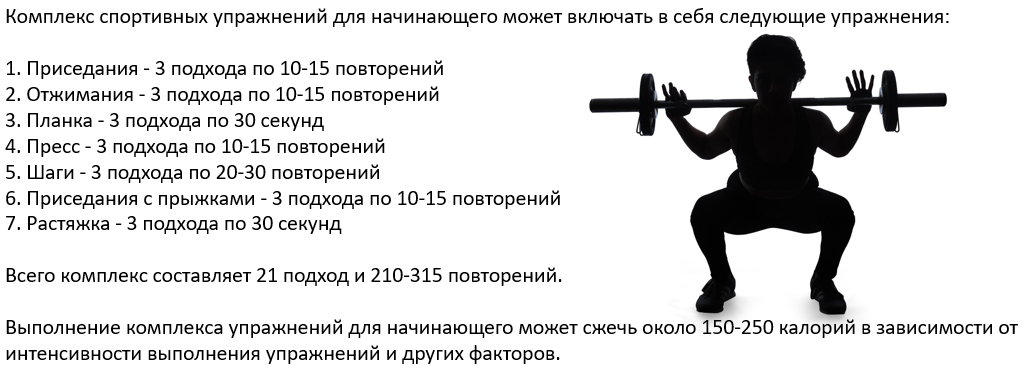 Комплекс спортивных упражнений для начинающего может включать в себя следующие упражнения:
1. Приседания - 3 подхода по 10-15 повторений
2. Отжимания - 3 подхода по 10-15 повторений
3. Планка - 3 подхода по 30 секунд
4. Пресс - 3 подхода по 10-15 повторений
5. Шаги - 3 подхода по 20-30 повторений
6. Приседания с прыжками - 3 подхода по 10-15 повторений
7. Растяжка - 3 подхода по 30 секунд
Всего комплекс составляет 21 подход и 210-315 повторений.
Выполнение комплекса упражнений для начинающего может сжечь около 150-250 калорий в зависимости от
интенсивности выполнения упражнений и других факторов.